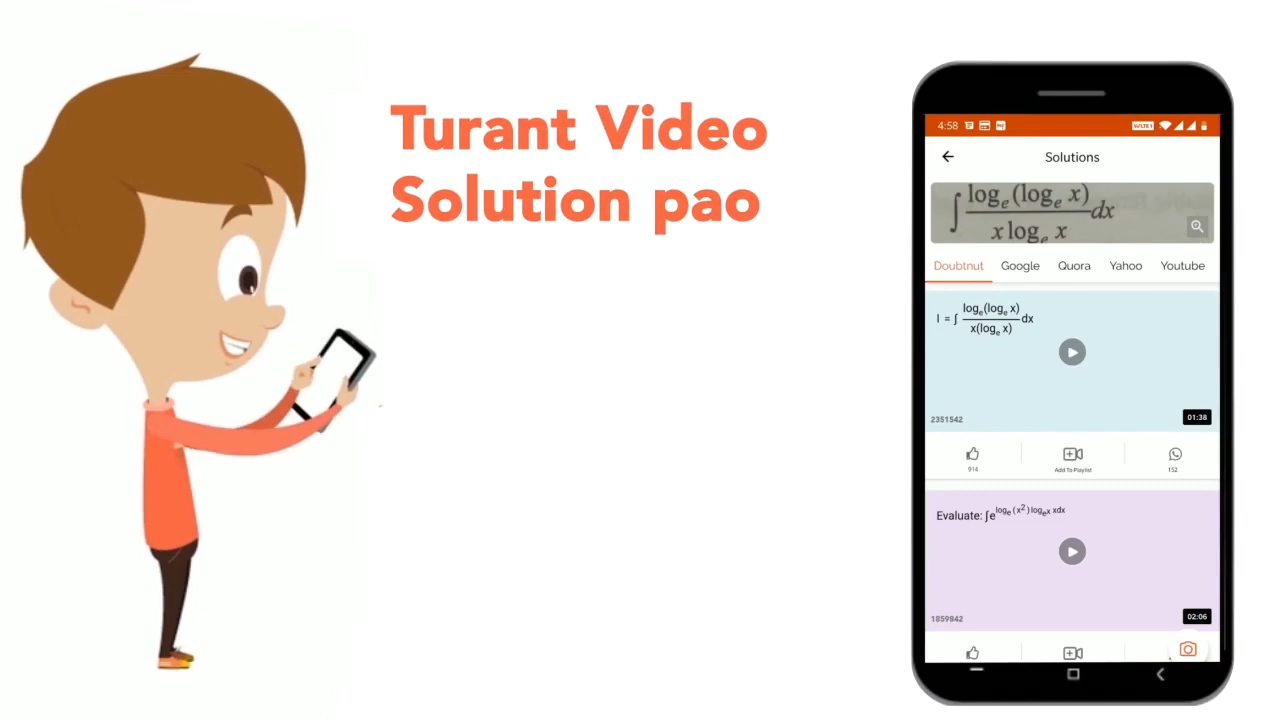 Turant Video
Solution pao
4:58
Solutions
∫ logₑ(logₑ x) / x logₑ x dx
Doubtnut Google Quora Yahoo Youtube
I = ∫ logₑ(logₑ x) / x(logₑ x) dx
2351542 01:38
914 Add To Playlist 152
Evaluate: ∫e^logₑ(x²)logₑx xdx
1859842 02:06